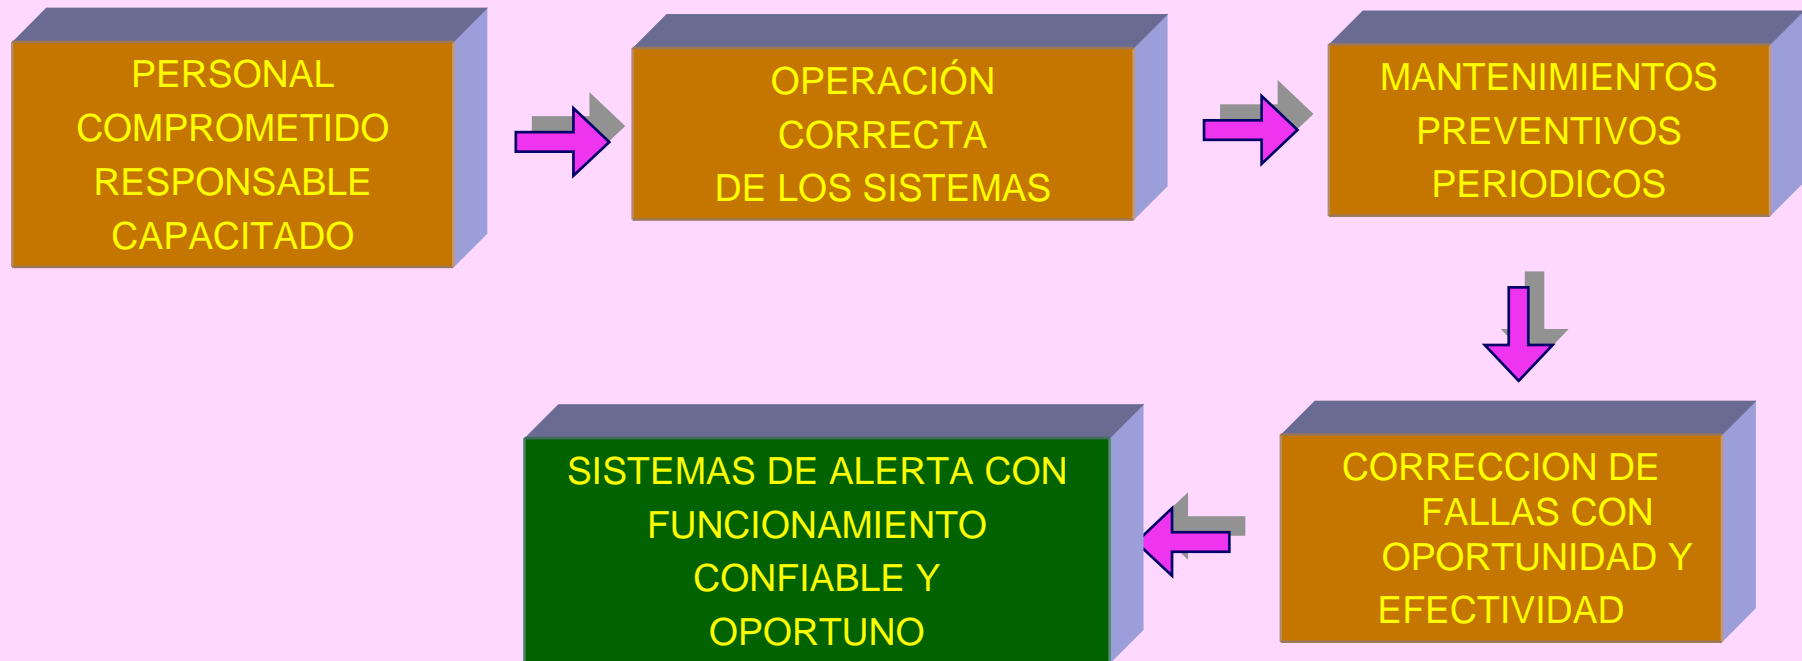 PERSONAL
COMPROMETIDO
RESPONSABLE
CAPACITADO
OPERACIÓN
CORRECTA
DE LOS SISTEMAS
MANTENIMIENTOS
PREVENTIVOS
PERIODICOS
CORRECCION DE
FALLAS CON
OPORTUNIDAD Y
EFECTIVIDAD
SISTEMAS DE ALERTA CON
FUNCIONAMIENTO
CONFIABLE Y
OPORTUNO